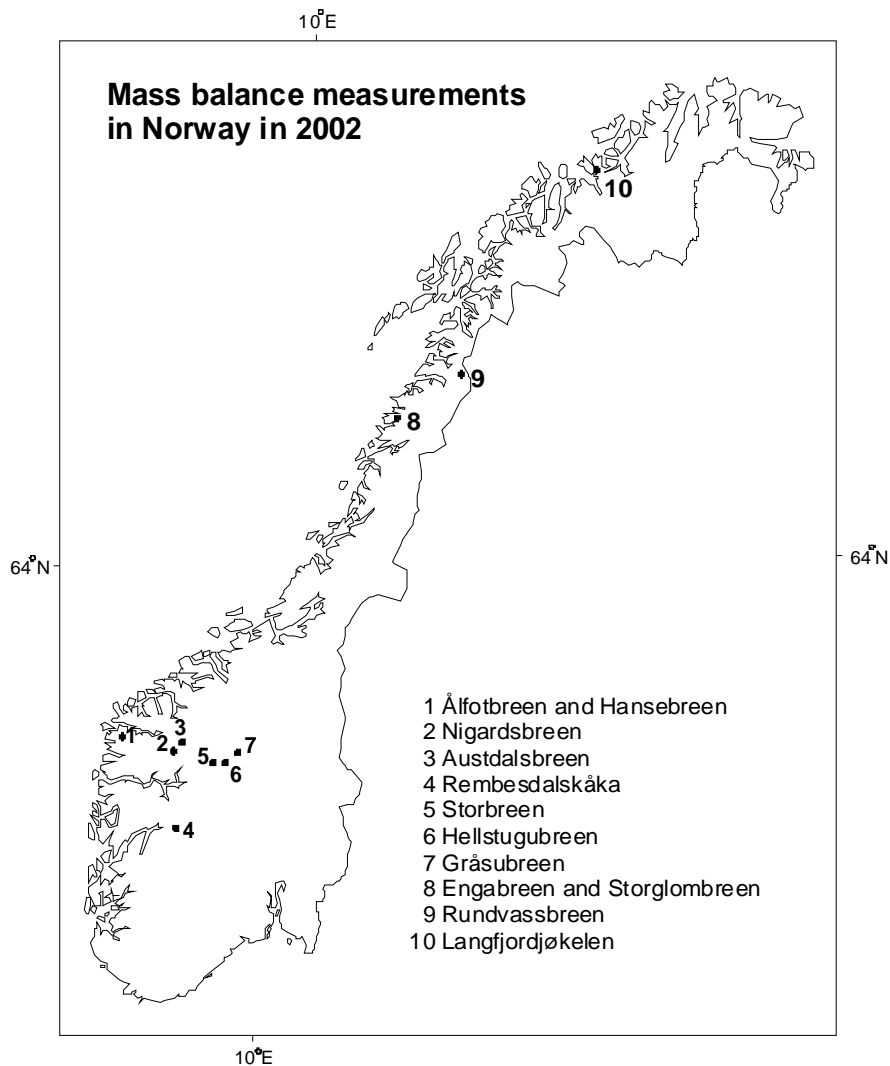 10°E
Mass balance measurements
in Norway in 2002
10
9
8
64°N
64°N
1 Ålfotbreen and Hansebreen
2 Nigardsbreen
3 Austdalsbreen
4 Rembesdalskåka
5 Storbreen
6 Hellstugubreen
7 Gråsubreen
8 Engabreen and Storglombreen
9 Rundvassbreen
10 Langfjordjøkelen
1
2
3
5
6
7
4
10°E